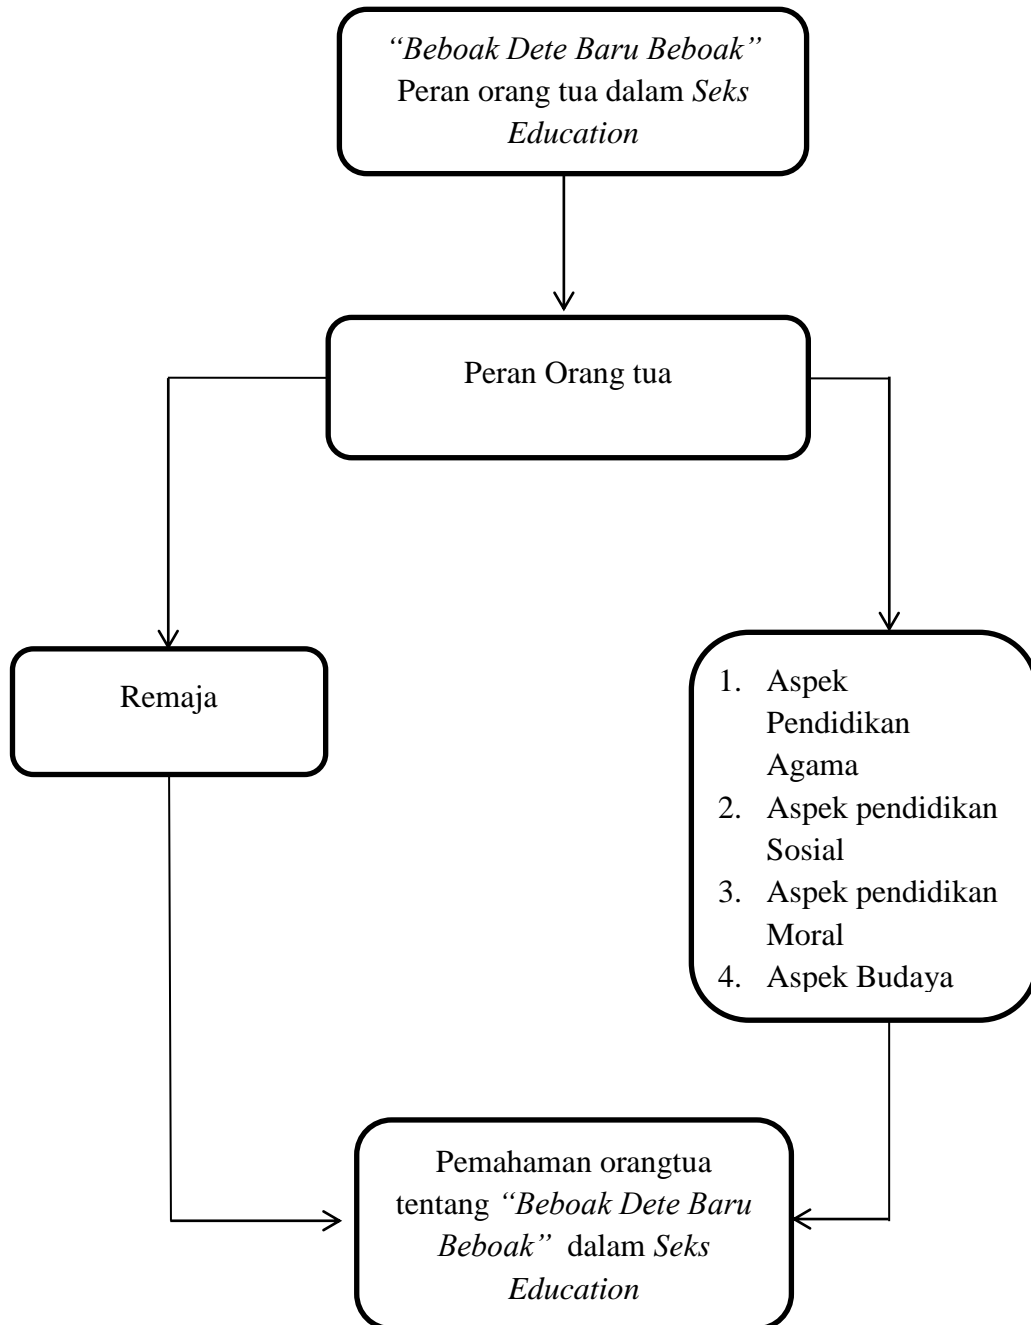 “Beboak Dete Baru Beboak”
Peran orang tua dalam Seks
Education
Peran Orang tua
Remaja
1. Aspek
Pendidikan
Agama
2. Aspek pendidikan
Sosial
3. Aspek pendidikan
Moral
4. Aspek Budaya
Pemahaman orangtua
tentang “Beboak Dete Baru
Beboak” dalam Seks
Education